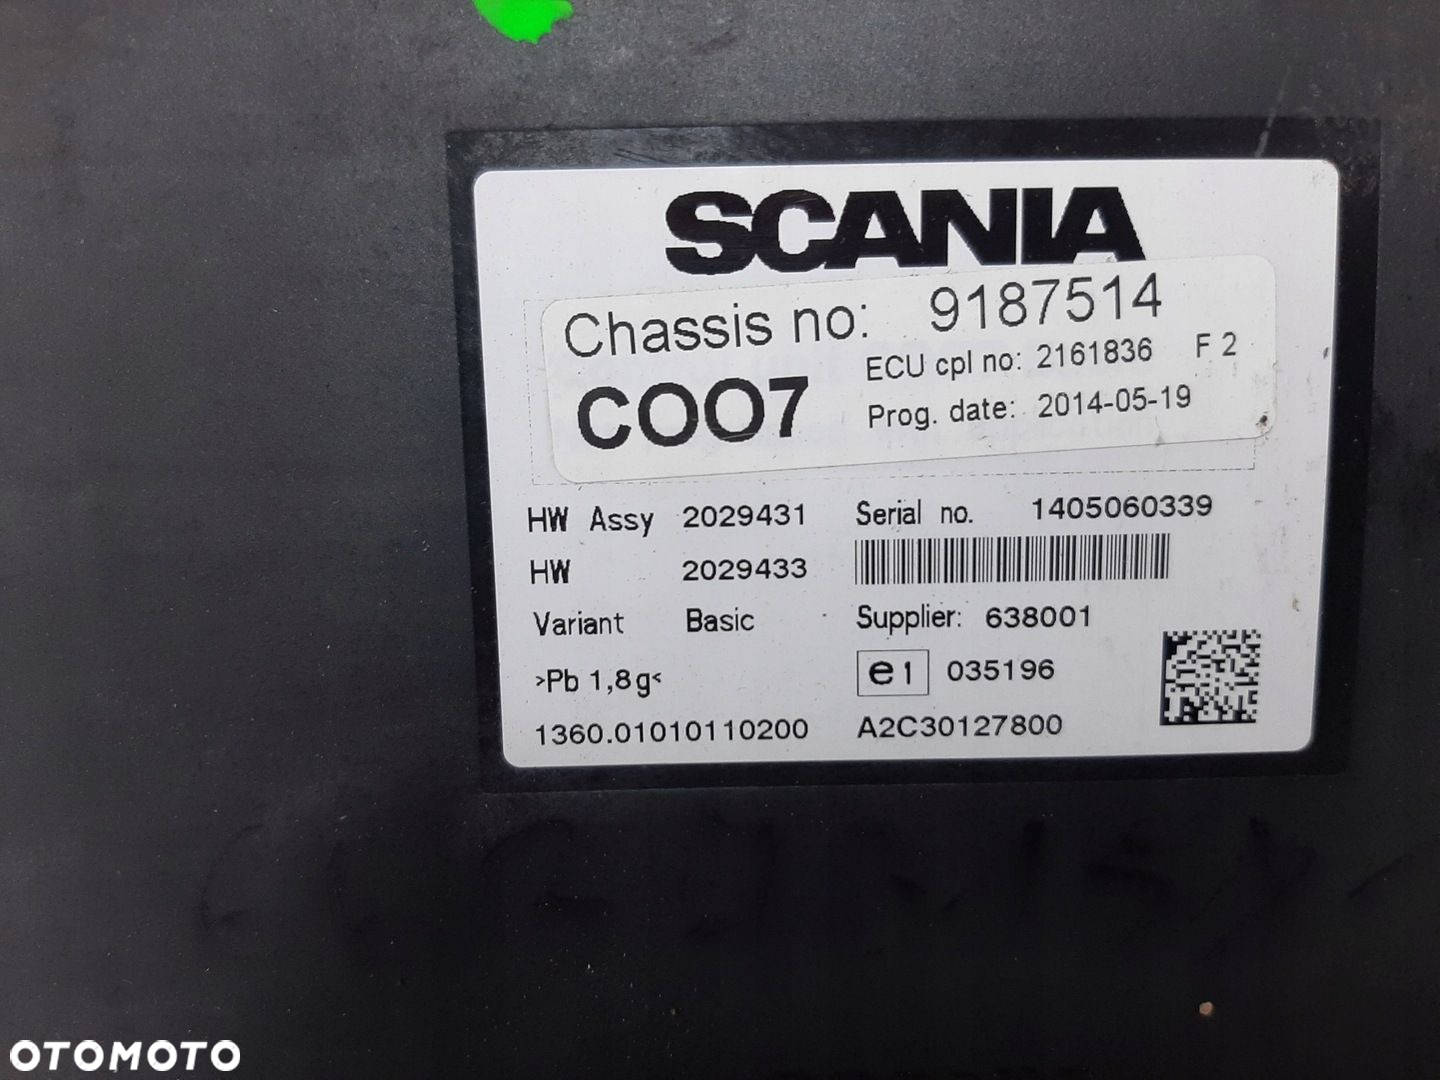 SCANIA
Chassis no: 9187514
COO7
ECU cpl no: 2161836 F 2
Prog. date: 2014-05-19
HW Assy 2029431
HW 2029433
Variant Basic
>Pb 1,8g<
1360.01010110200
Serial no. 1405060339
Supplier: 638001
e1 035196
A2C30127800
OTOMOTO